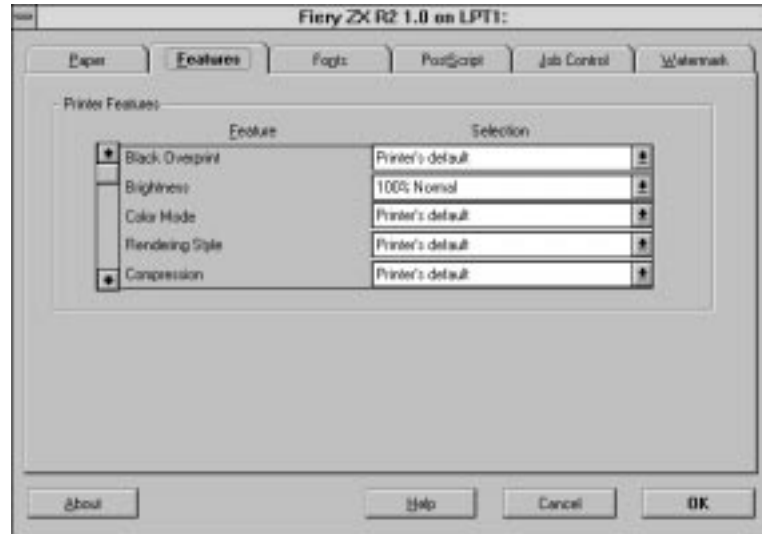 Fiery ZX R2 1.0 on LPT1:
Paper Features Fonts PostScript Job Control Watermark
Printer Features
Feature Selection
Black Overprint Printer's default
Brightness 100% Normal
Color Mode Printer's default
Rendering Style Printer's default
Compression Printer's default
About Help Cancel OK